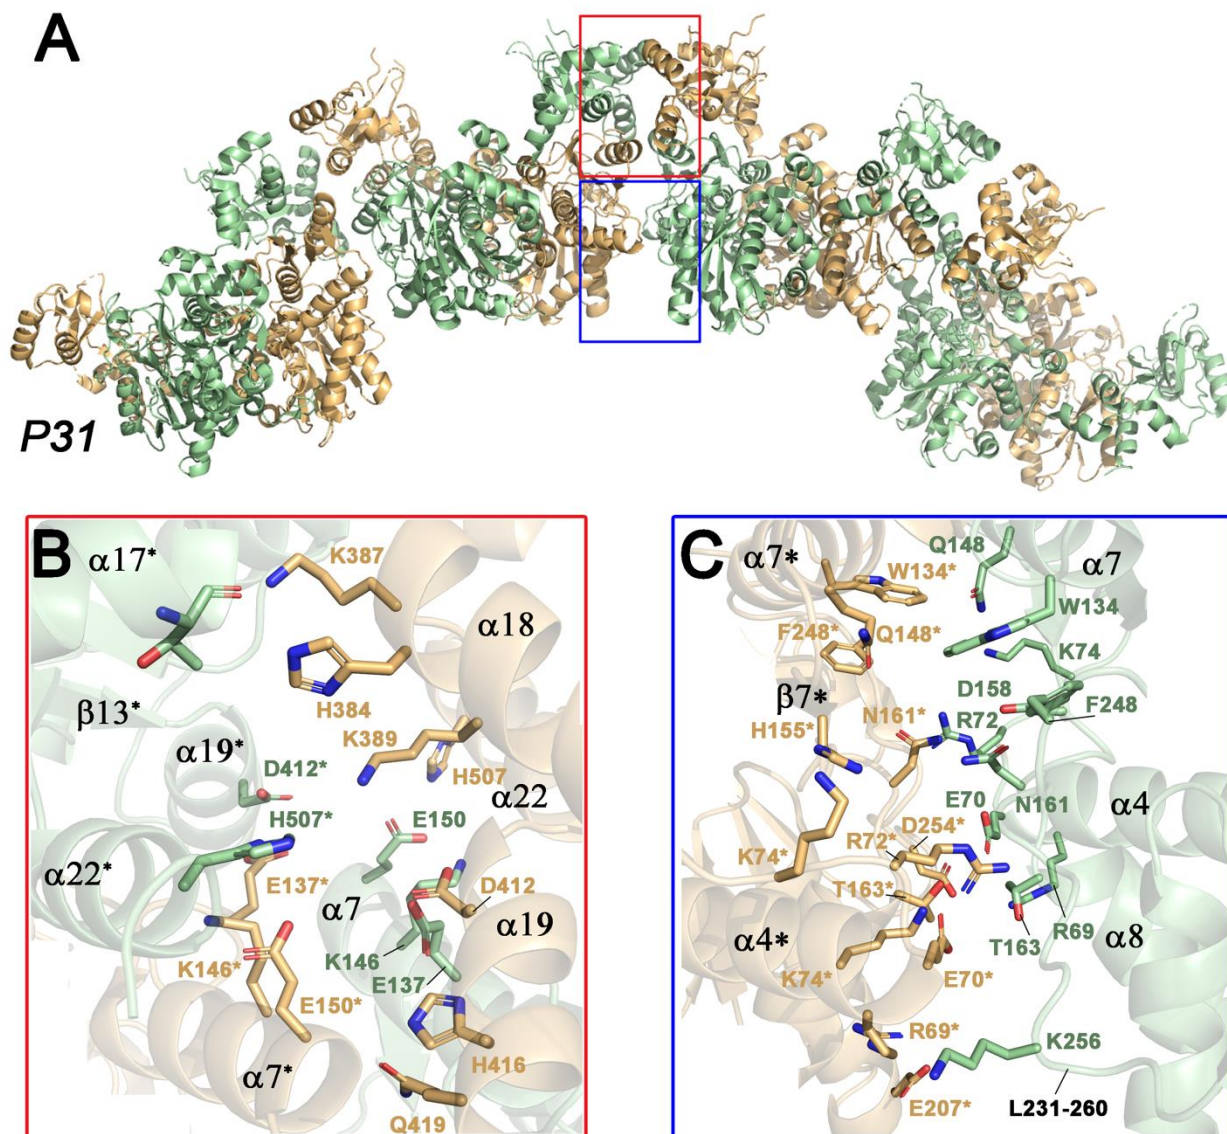 A
P31
B
α17*
K387
α18
β13*
H384
α19*
K389
D412*
H507
H507*
E150
α22
α22*
E137*
D412
α7
α19
K146
K146*
E137
E150*
α7*
H416
Q419
C
α7*
Q148
α7
W134*
W134
F248*
Q148*
K74
β7*
D158
F248
N161*
R72
H155*
E70
N161
α4
D254*
R72*
K74*
T163*
α4*
R69
α8
T163
K74*
E70*
R69*
K256
E207*
L231-260